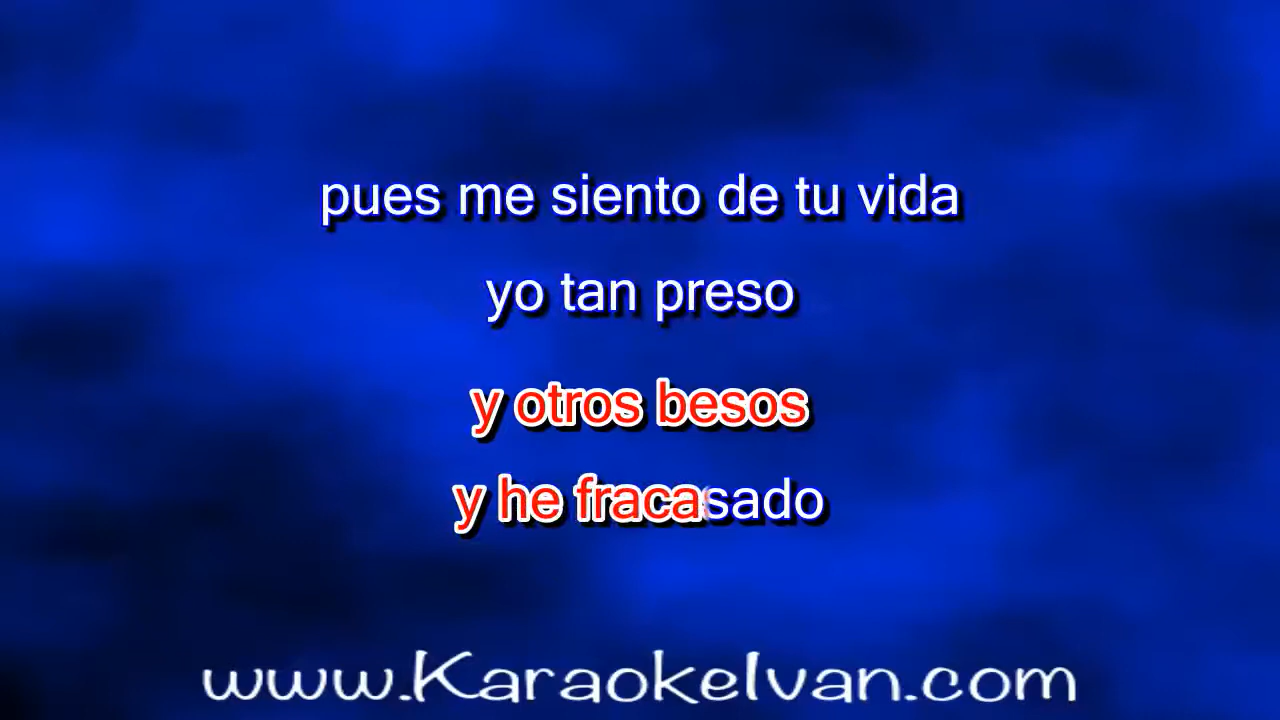 pues me siento de tu vida
yo tan preso
y otros besos
y he fracasado
www.KaraokeIvan.com